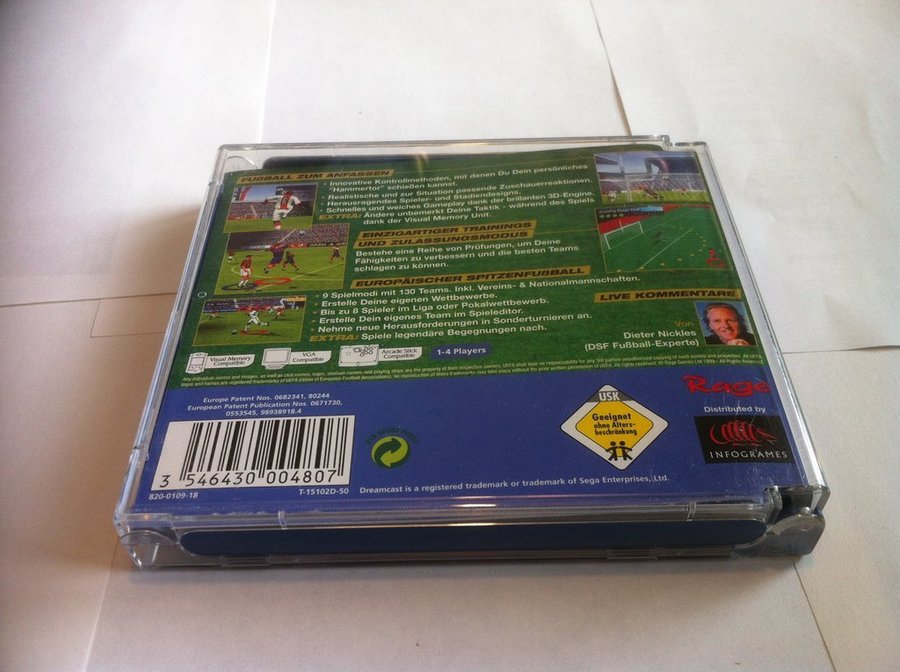 FUßBALL ZUM ANFASSEN
• Innovative Kontrollmethoden, mit denen Du Dein persönliches
"Hammertor" schießen kannst.
• Realistische und zur Situation passende Zuschauerreaktionen.
• Herausragendes Spieler- und Stadiendesigns.
• Schnelles und weiches Gameplay dank der brillanten 3D-Engine.
EXTRA: Ändere unbemerkt Deine Taktik - während des Spiels
dank der Visual Memory Unit.
EINZIGARTIGER TRAININGS
UND ZULASSUNGSMODUS
Bestehe eine Reihe von Prüfungen, um Deine
Fähigkeiten zu verbessern und die besten Teams
schlagen zu können.
EUROPÄISCHER SPITZENFUßBALL
• 9 Spielmodi mit 130 Teams. Inkl. Vereins- & Nationalmannschaften.
• Erstelle Deine eigenen Wettbewerbe.
• Bis zu 8 Spieler im Liga oder Pokalwettbewerb.
• Erstelle Dein eigenes Team im Spieleditor.
• Nehme neue Herausforderungen in Sonderturnieren an.
EXTRA: Spiele legendäre Begegnungen nach.
LIVE KOMMENTARE
Von
Dieter Nickles
(DSF Fußball-Experte)
Visual Memory
Compatible
VGA
Compatible
Arcade Stick
Compatible
1-4 Players
Europe Patent Nos. 0682341, 80244
European Patent Publication Nos. 0671730,
0553545, 98938918.4
3 546430 004807
820-0109-18
T-15102D-50
Dreamcast is a registered trademark or trademark of Sega Enterprises, Ltd.
USK
Geeignet
ohne Alters-
beschränkung
Rage
Distributed by
INFOGRAMES